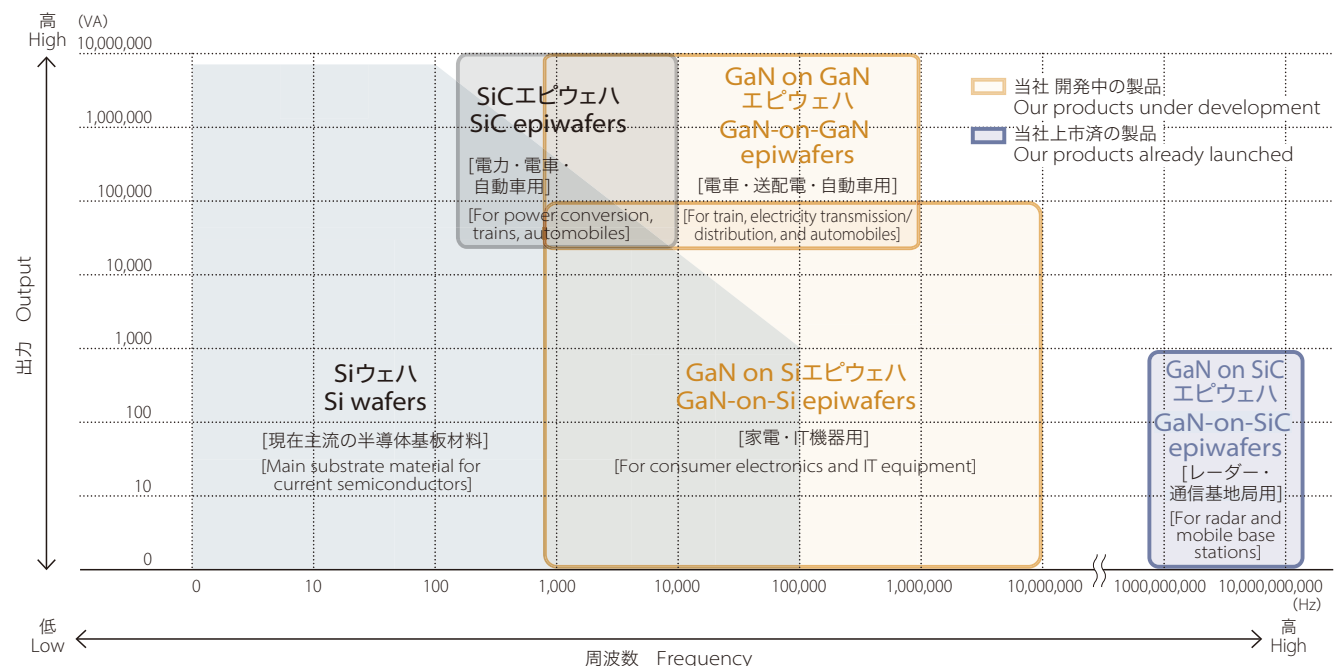 高
High
(VA)
10,000,000
1,000,000
100,000
10,000
1,000
100
10
0
出力 Output
SiCエピウェハ
SiC epiwafers
[電力・電車・
自動車用]
[For power conversion,
trains, automobiles]
GaN on GaN
エピウェハ
GaN-on-GaN
epiwafers
[電車・送配電・自動車用]
[For train, electricity transmission/
distribution, and automobiles]
当社 開発中の製品
Our products under development
当社上市済の製品
Our products already launched
Siウェハ
Si wafers
[現在主流の半導体基板材料]
[Main substrate material for
current semiconductors]
GaN on Siエピウェハ
GaN-on-Si epiwafers
[家電・IT機器用]
[For consumer electronics and IT equipment]
GaN on SiC
エピウェハ
GaN-on-SiC
epiwafers
[レーダー・
通信基地局用]
[For radar and
mobile base
stations]
0 10 100 1,000 10,000 100,000 1,000,000 10,000,000 1000,000,000 10,000,000,000
(Hz)
低
Low
高
High
周波数 Frequency